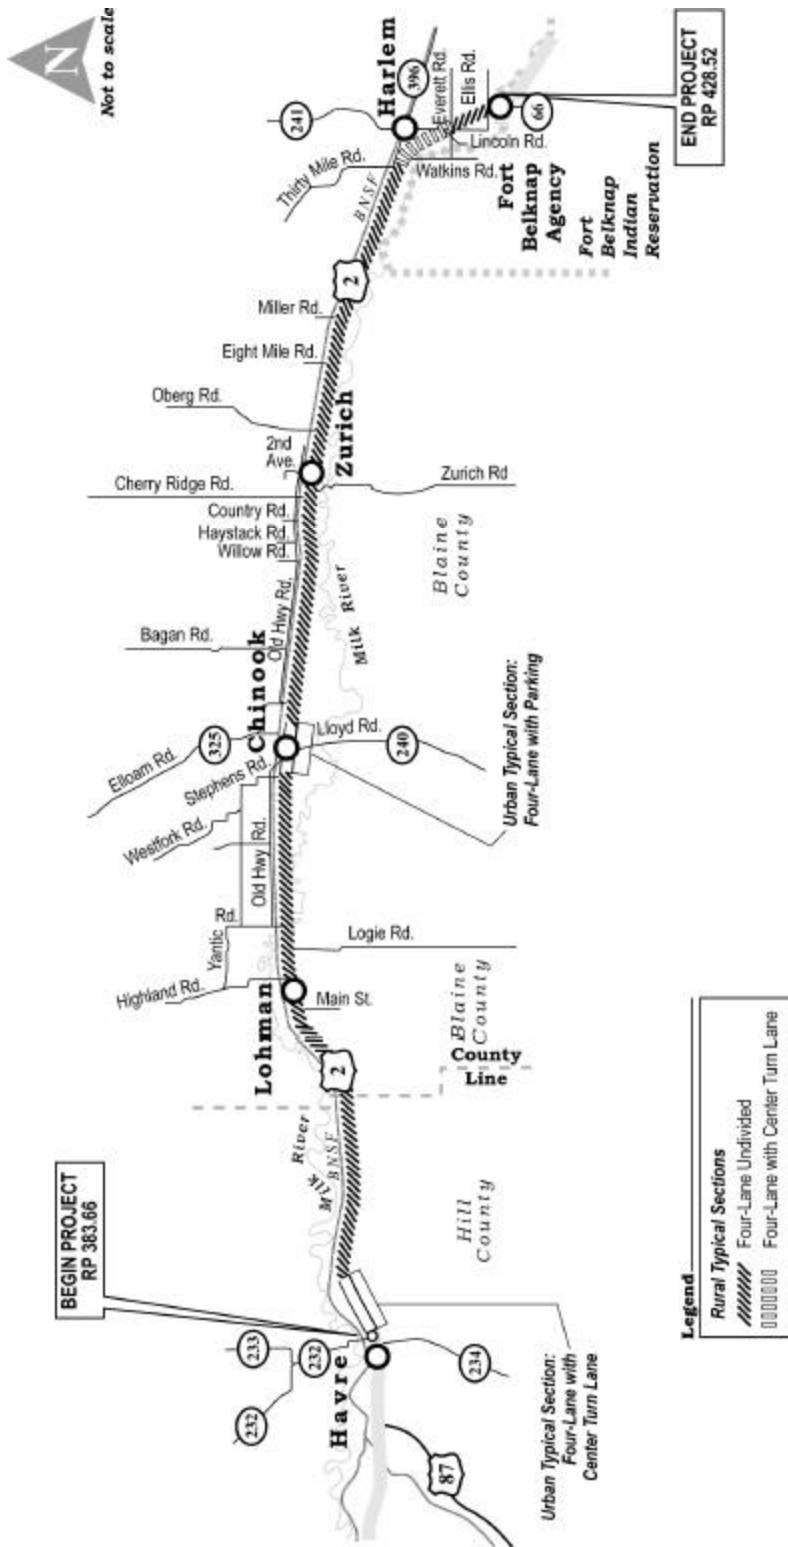 N
Not to scale
BEGIN PROJECT
RP 383.66
232
233
232
Havre
234
87
Urban Typical Section:
Four-Lane with
Center Turn Lane
Hill
County
Milk River
BNSF
2
County
Line
Blaine
County
Lohman
Main St.
Highland Rd.
Yantic
Rd.
Logie Rd.
Old Hwy Rd.
Westfork Rd.
Stephens Rd.
Elloam Rd.
325
Chinook
Lloyd Rd.
240
Urban Typical Section:
Four-Lane with Parking
Bagan Rd.
Old Hwy Rd.
Milk River
Blaine
County
Willow Rd.
Haystack Rd.
Country Rd.
Cherry Ridge Rd.
2nd
Ave.
Zurich
Zurich Rd
Oberg Rd.
Eight Mile Rd.
Miller Rd.
2
BNSF
Thirty Mile Rd.
241
Harlem
396
Everett Rd.
Ellis Rd.
Lincoln Rd.
Watkins Rd.
66
Fort
Belknap
Agency
Fort
Belknap
Indian
Reservation
END PROJECT
RP 428.52
Legend
Rural Typical Sections
Four-Lane Undivided
Four-Lane with Center Turn Lane